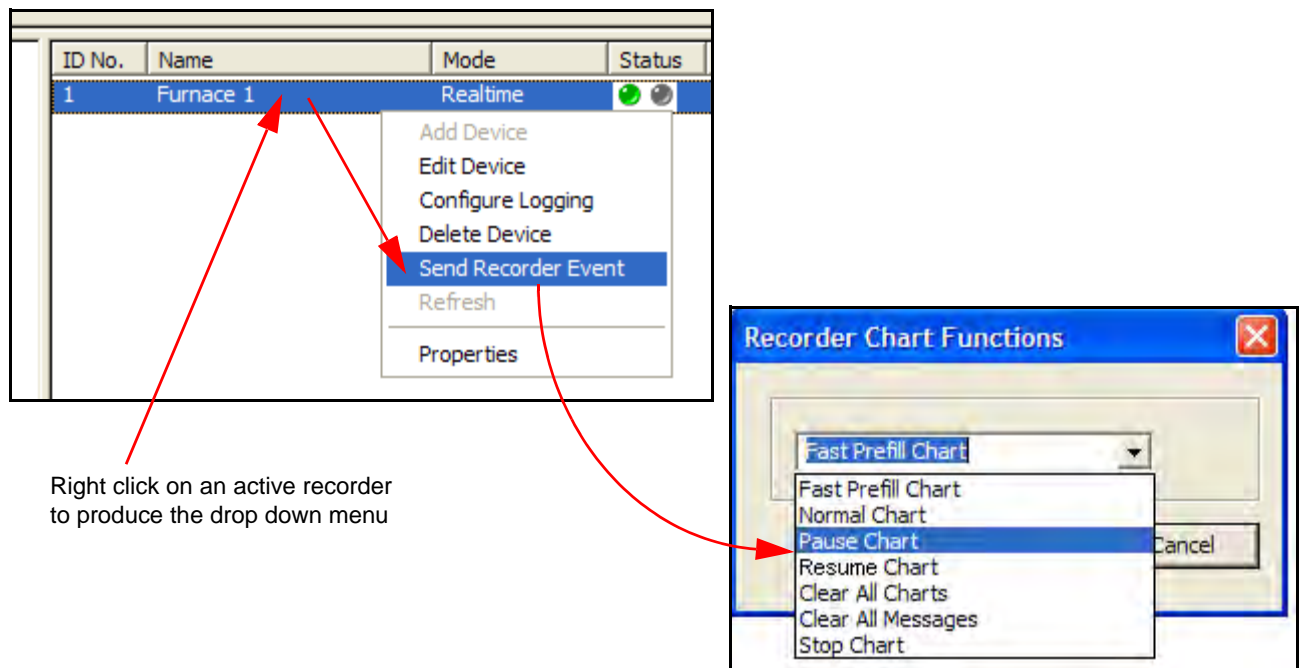 ID No. Name Mode Status
1 Furnace 1 Realtime
Add Device
Edit Device
Configure Logging
Delete Device
Send Recorder Event
Refresh
Properties
Right click on an active recorder
to produce the drop down menu
Recorder Chart Functions
Fast Prefill Chart
Fast Prefill Chart
Normal Chart
Pause Chart
Cancel
Resume Chart
Clear All Charts
Clear All Messages
Stop Chart